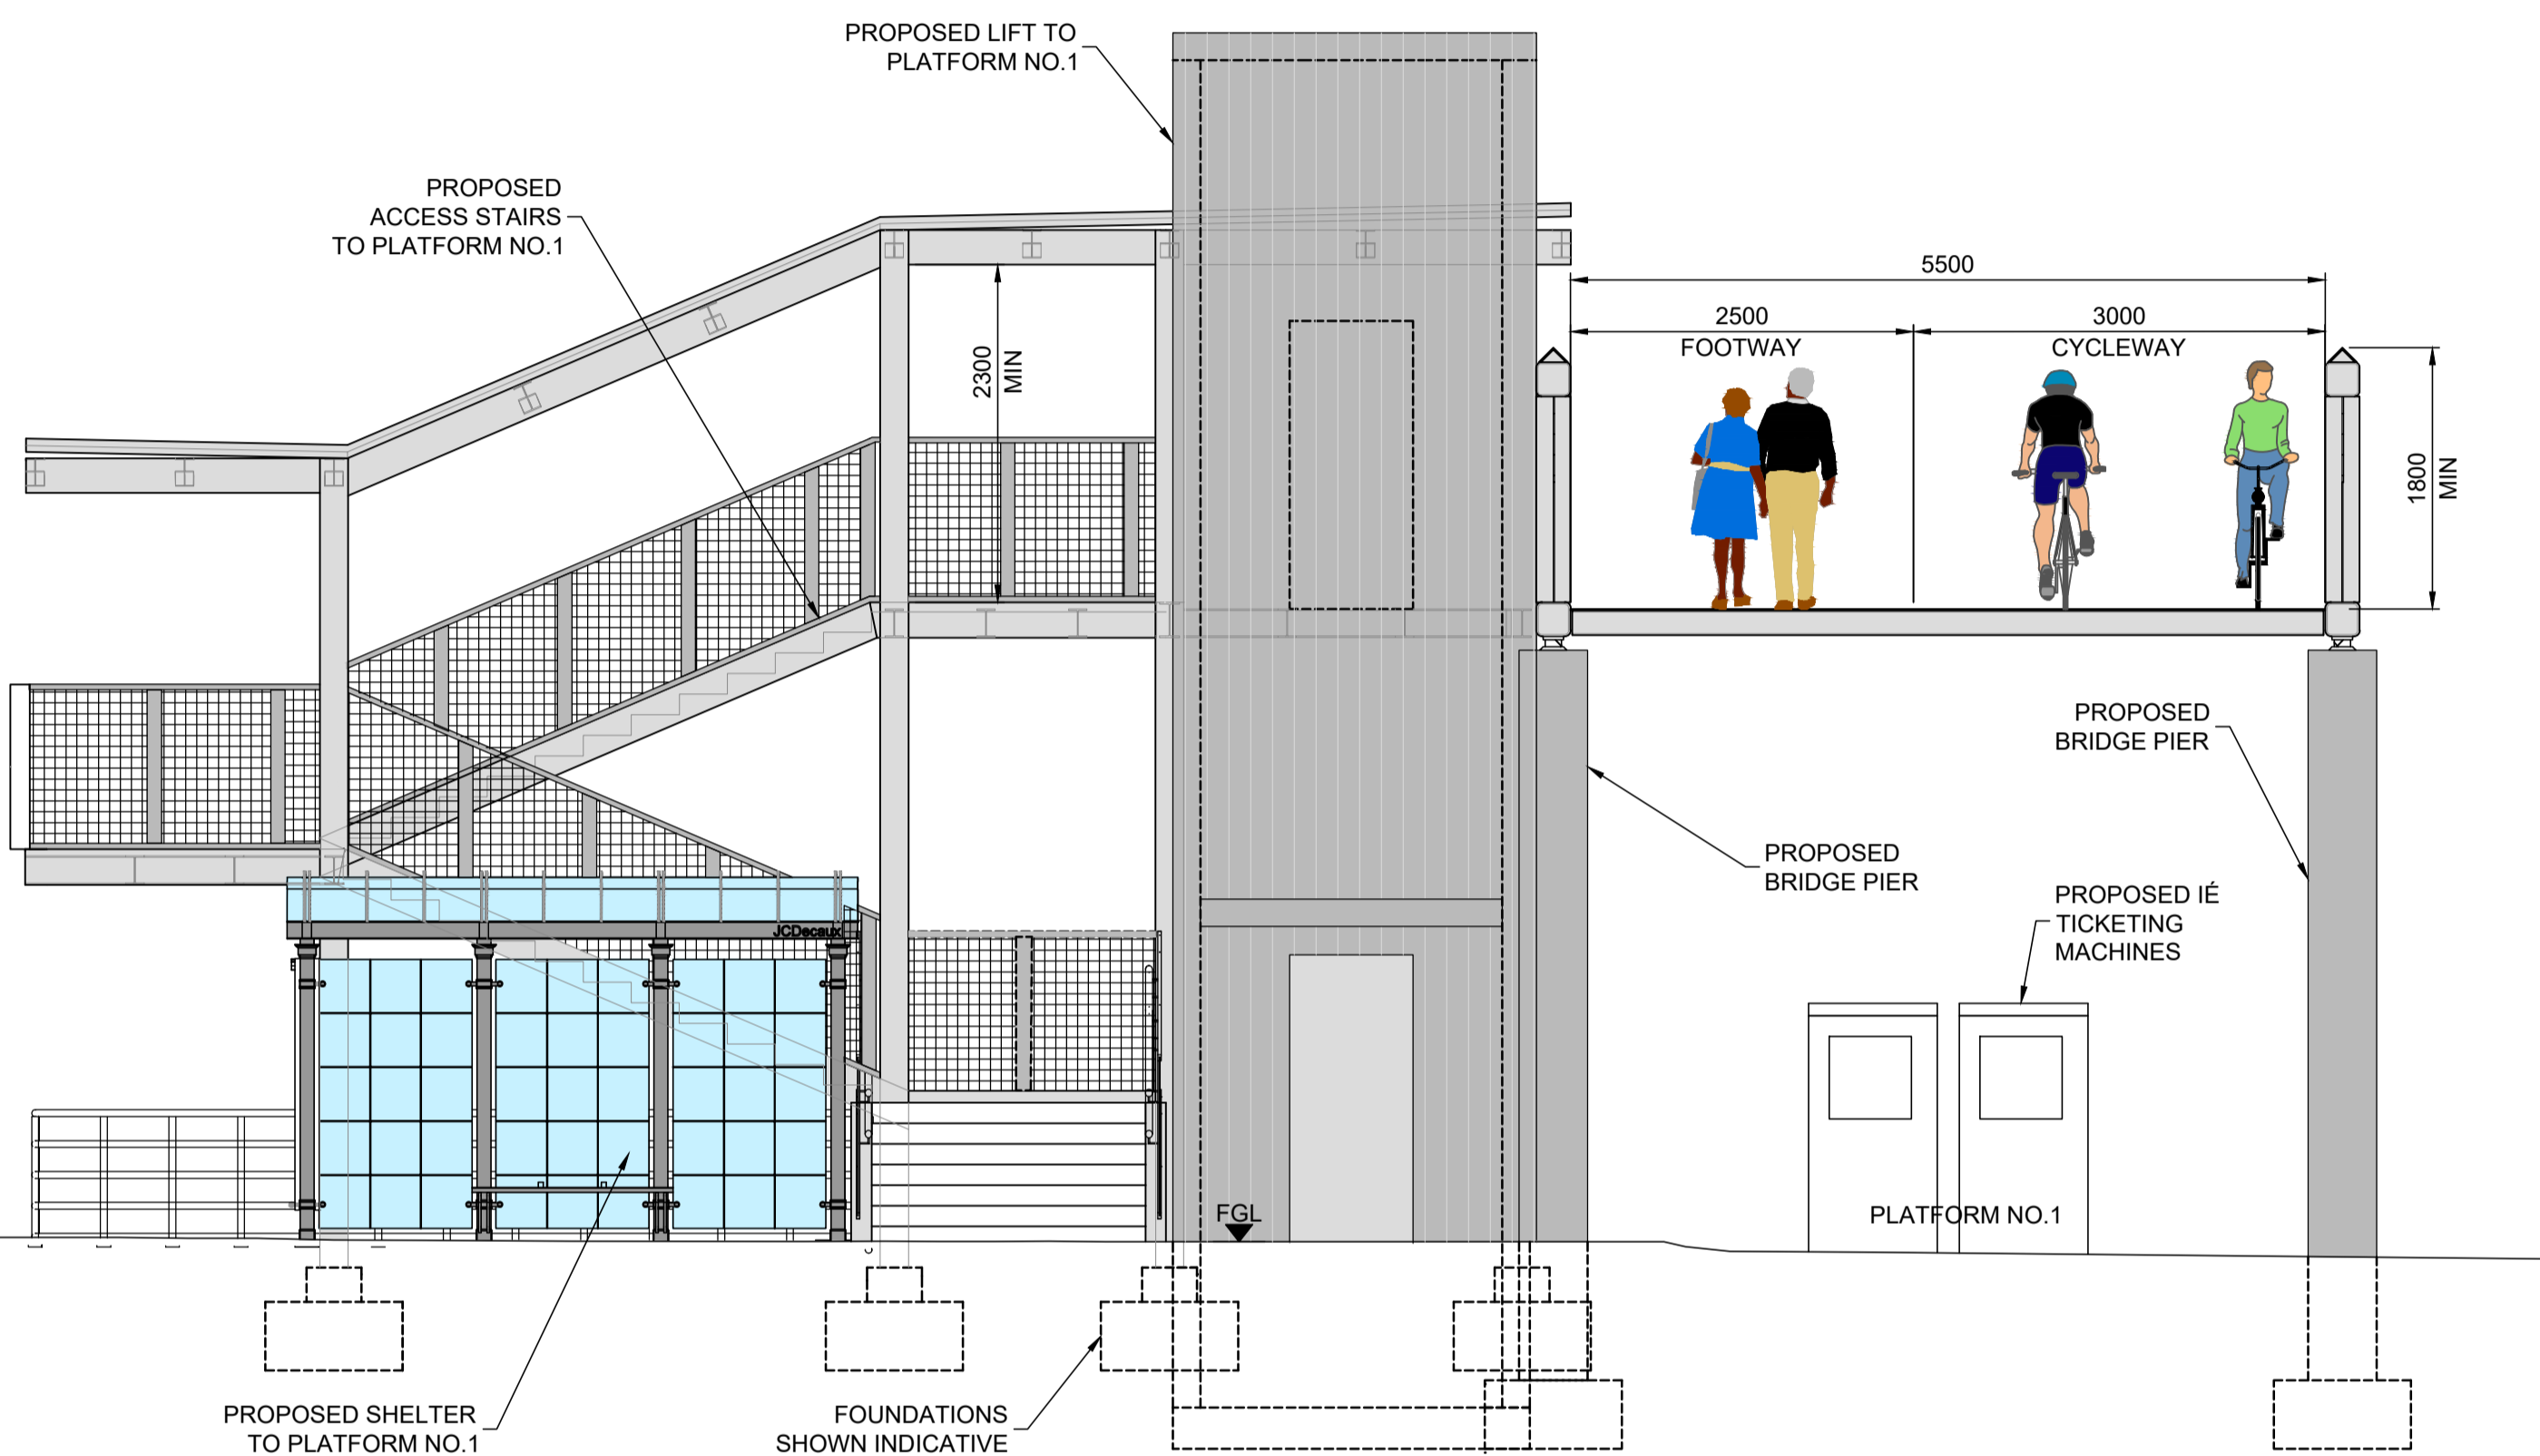 PROPOSED LIFT TO
PLATFORM NO.1
PROPOSED
ACCESS STAIRS
TO PLATFORM NO.1
5500
2500
3000
FOOTWAY
CYCLEWAY
2300
MIN
1800
MIN
PROPOSED
BRIDGE PIER
PROPOSED
BRIDGE PIER
PROPOSED IÉ
TICKETING
MACHINES
JCDecaux
FGL
PLATFORM NO.1
PROPOSED SHELTER
TO PLATFORM NO.1
FOUNDATIONS
SHOWN INDICATIVE